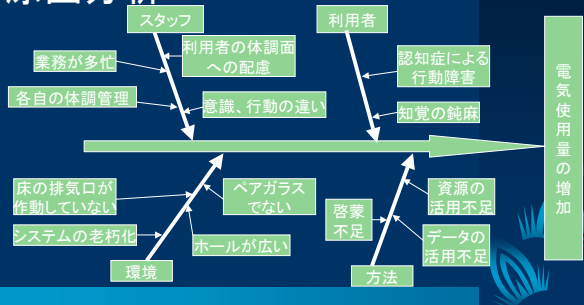 原因分析
スタッフ
利用者
業務が多忙
利用者の体調面
への配慮
各自の体調管理
意識、行動の違い
認知症による
行動障害
知覚の鈍麻
電気使用量の増加
床の排気口が
作動していない
ペアガラス
でない
システムの老朽化
ホールが広い
環境
啓蒙
不足
資源の
活用不足
データの
活用不足
方法